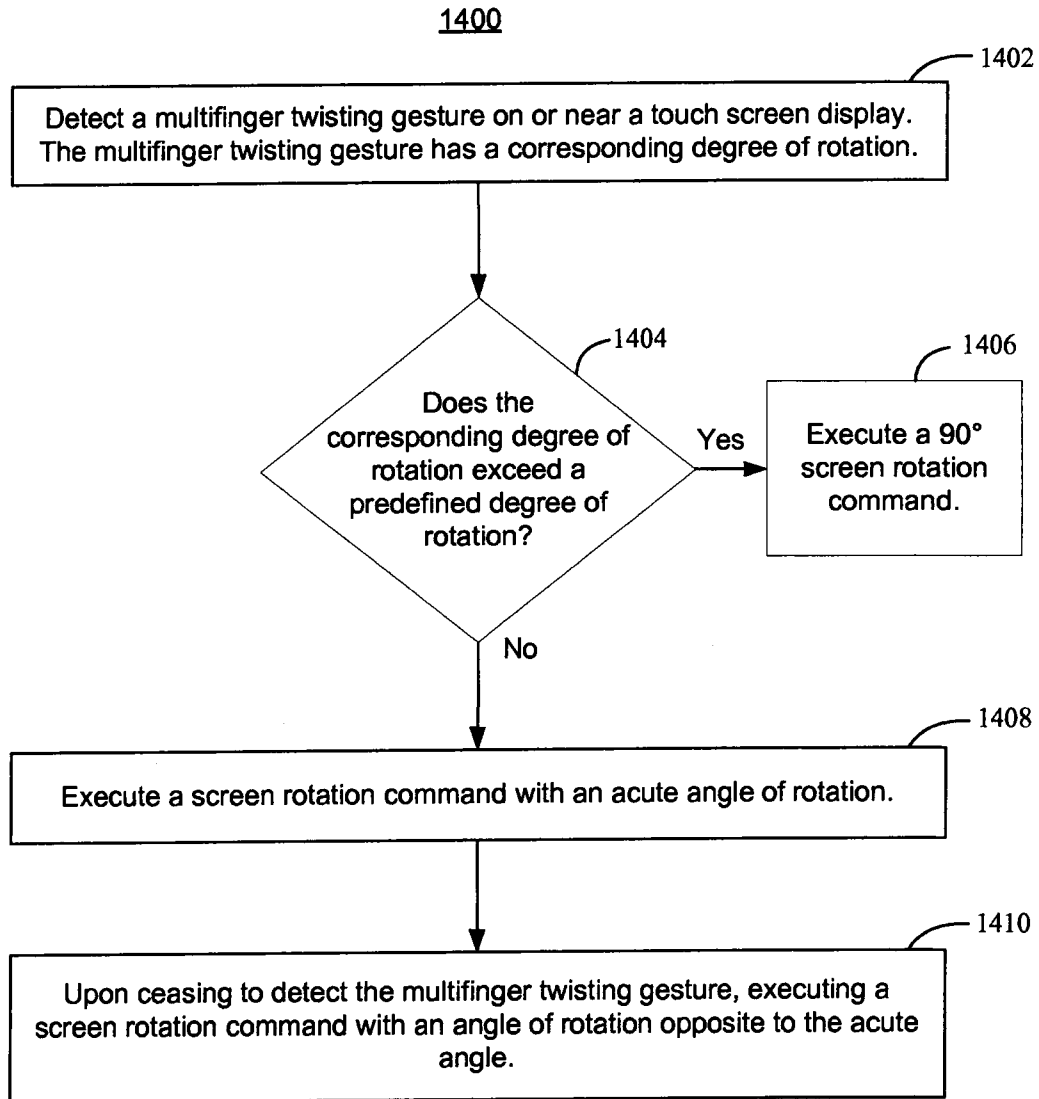 1400
1402
Detect a multifinger twisting gesture on or near a touch screen display.
The multifinger twisting gesture has a corresponding degree of rotation.
1404
Does the
corresponding degree of
rotation exceed a
predefined degree of
rotation?
Yes
1406
Execute a 90°
screen rotation
command.
No
1408
Execute a screen rotation command with an acute angle of rotation.
1410
Upon ceasing to detect the multifinger twisting gesture, executing a
screen rotation command with an angle of rotation opposite to the acute
angle.